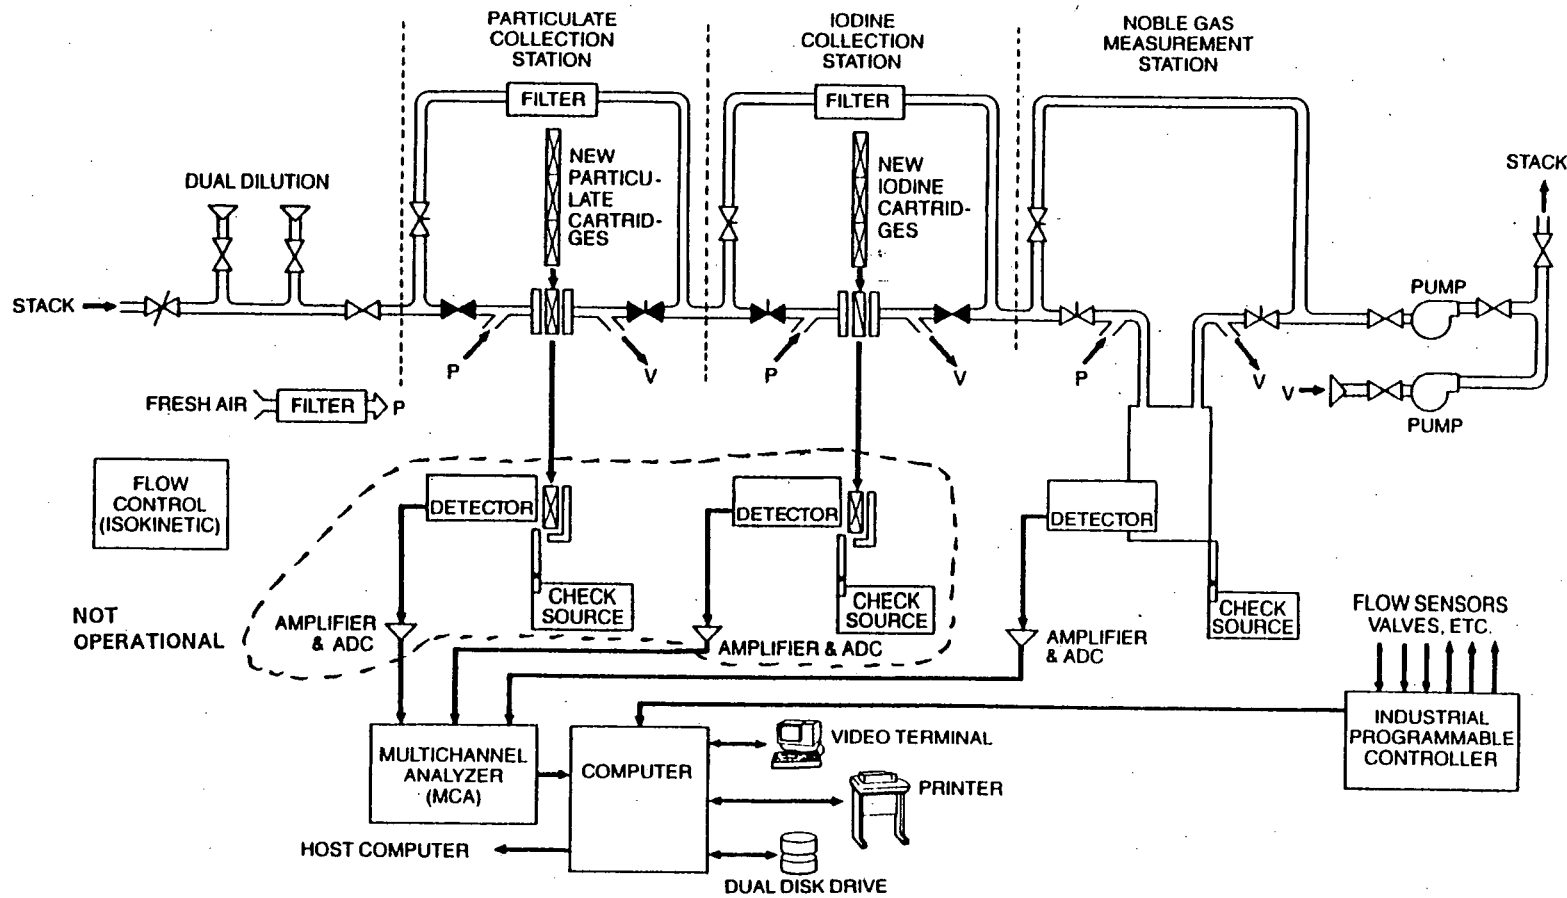 PARTICULATE
COLLECTION
STATION
IODINE
COLLECTION
STATION
NOBLE GAS
MEASUREMENT
STATION
FILTER
FILTER
DUAL DILUTION
NEW
PARTICU-
LATE
CARTRID-
GES
NEW
IODINE
CARTRID-
GES
STACK
STACK
PUMP
P
V
P
V
P
V
V
PUMP
FRESH AIR
FILTER
P
FLOW
CONTROL
(ISOKINETIC)
DETECTOR
DETECTOR
DETECTOR
NOT
OPERATIONAL
CHECK
SOURCE
CHECK
SOURCE
CHECK
SOURCE
AMPLIFIER
& ADC
AMPLIFIER & ADC
AMPLIFIER
& ADC
FLOW SENSORS
VALVES, ETC.
MULTICHANNEL
ANALYZER
(MCA)
COMPUTER
VIDEO TERMINAL
PRINTER
INDUSTRIAL
PROGRAMMABLE
CONTROLLER
HOST COMPUTER
DUAL DISK DRIVE